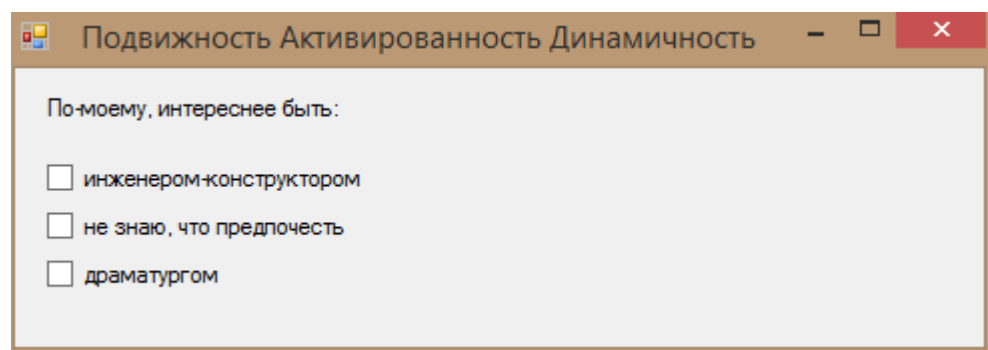 Подвижность Активированность Динамичность
По-моему, интереснее быть:
инженером-конструктором
не знаю, что предпочесть
драматургом